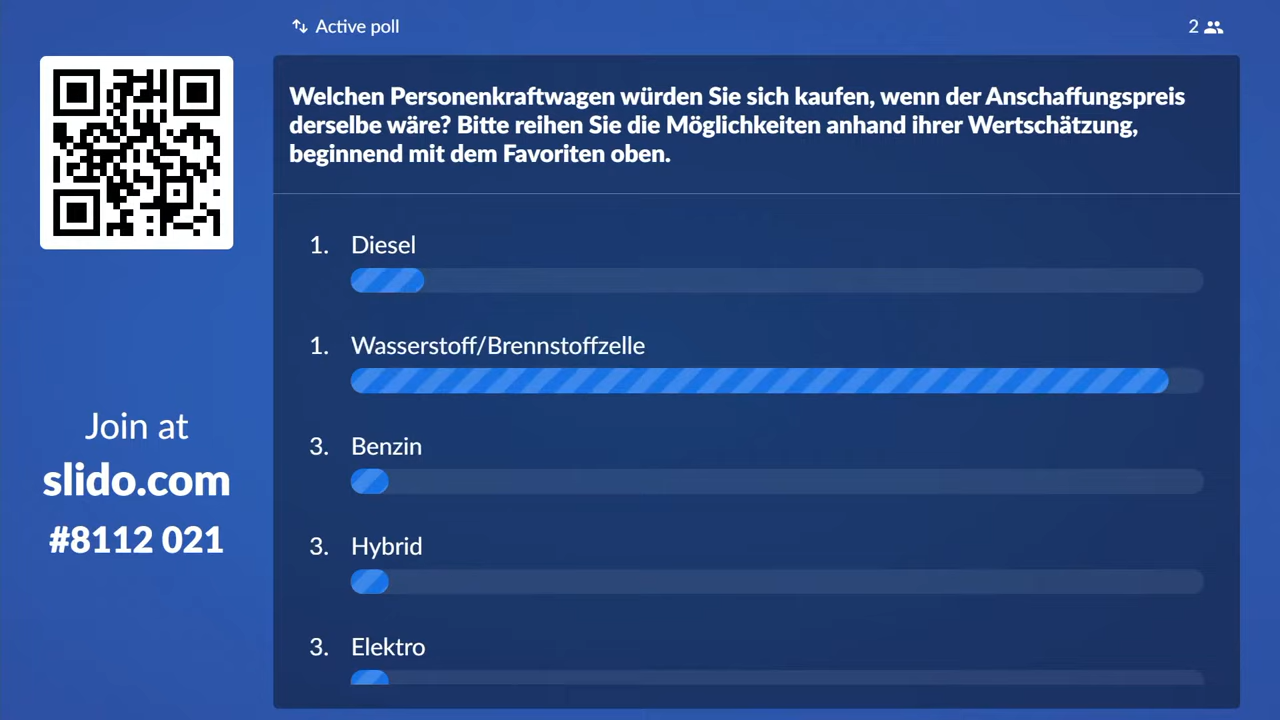 Active poll
2
Welchen Personenkraftwagen würden Sie sich kaufen, wenn der Anschaffungspreis
derselbe wäre? Bitte reihen Sie die Möglichkeiten anhand ihrer Wertschätzung,
beginnend mit dem Favoriten oben.
1. Diesel
1. Wasserstoff/Brennstoffzelle
3. Benzin
3. Hybrid
3. Elektro
Join at
slido.com
#8112 021